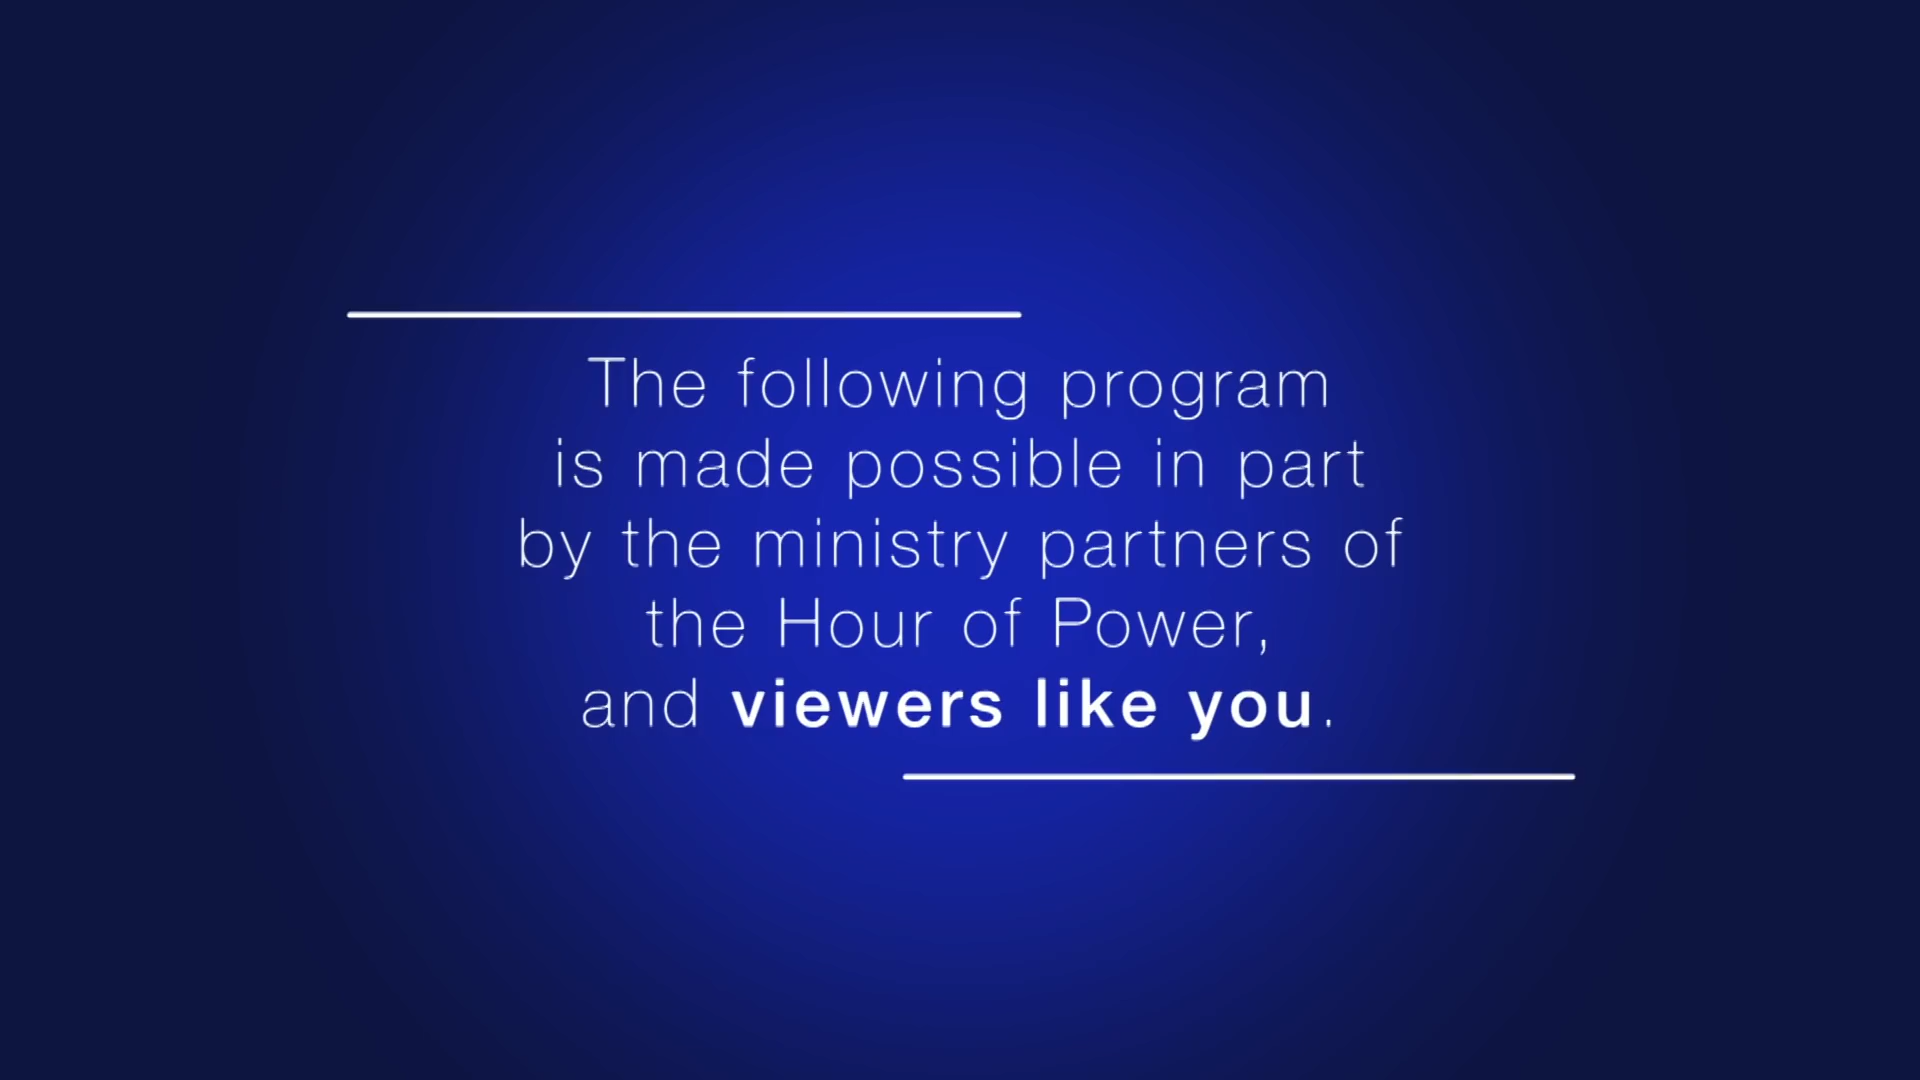 The following program
is made possible in part
by the ministry partners of
the Hour of Power,
and viewers like you.